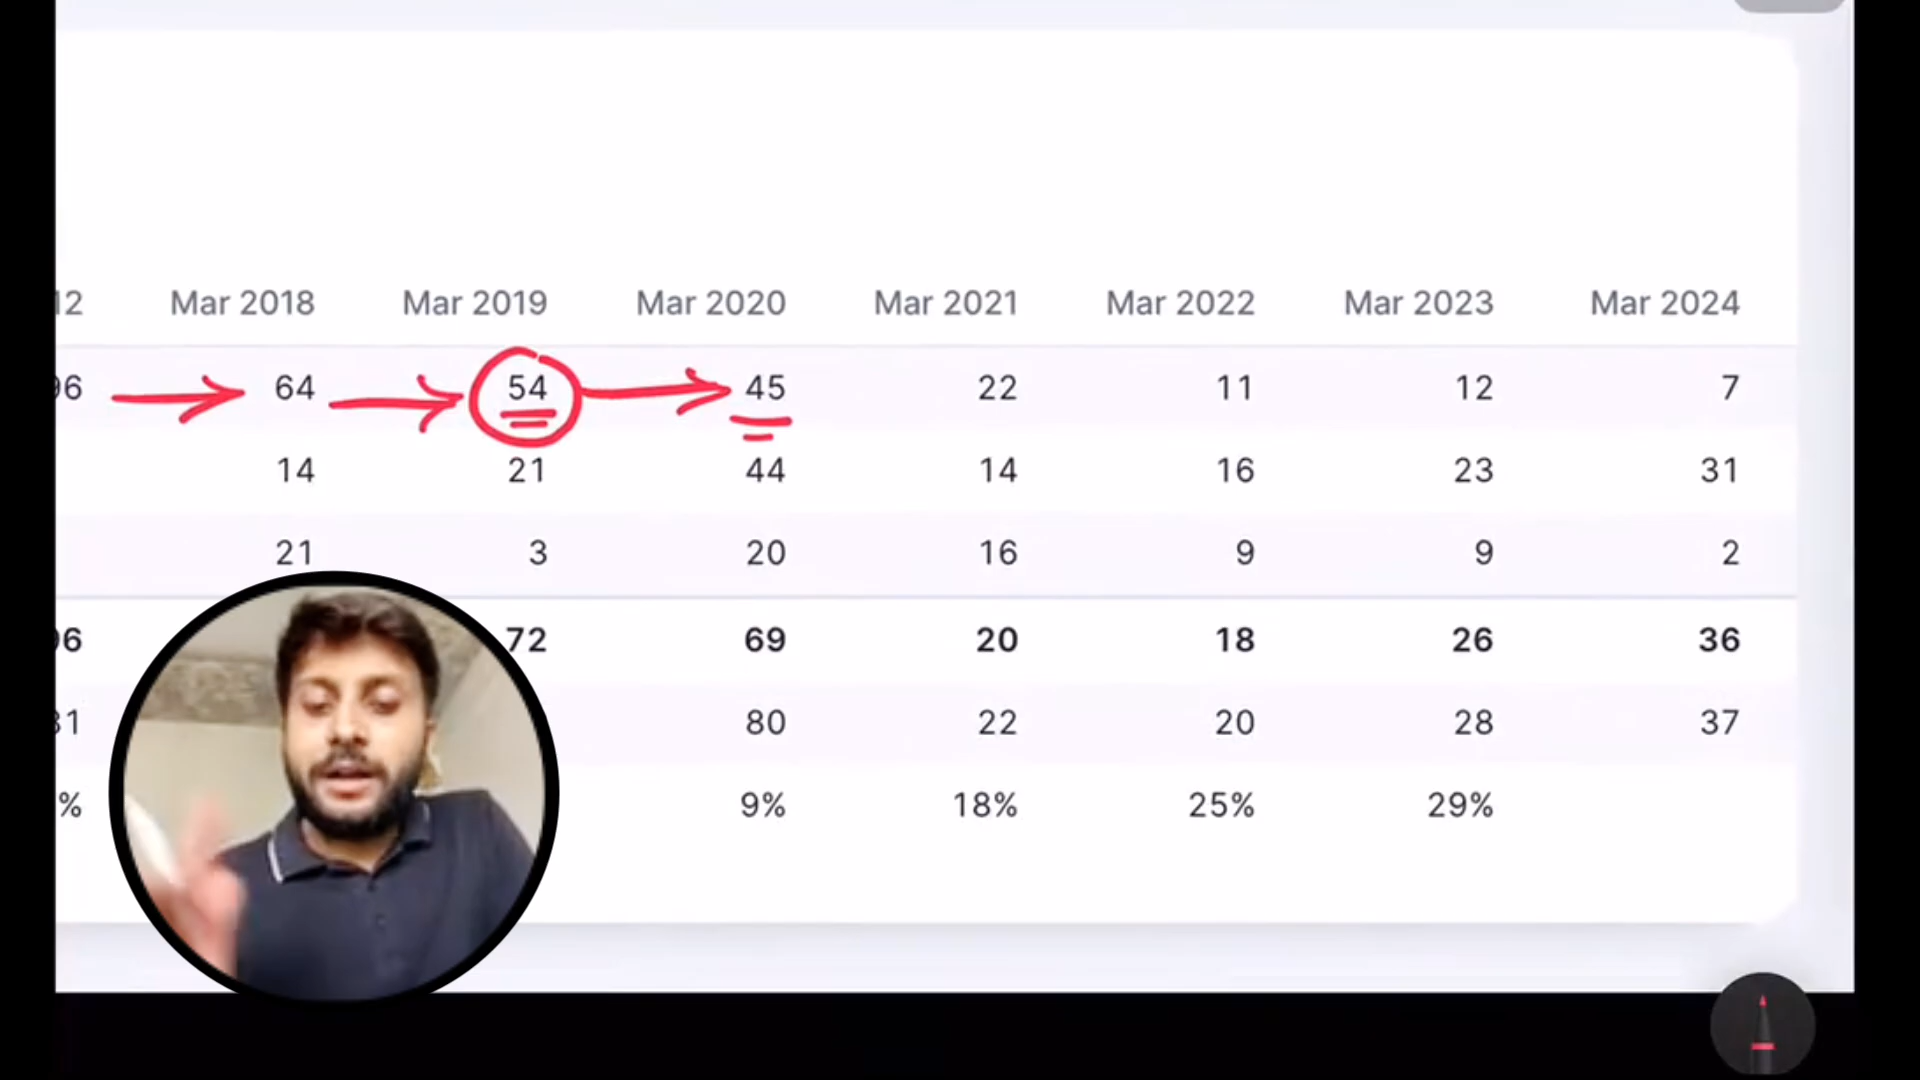 12 Mar 2018 Mar 2019 Mar 2020 Mar 2021 Mar 2022 Mar 2023 Mar 2024
96 64 54 45 22 11 12 7
14 21 44 14 16 23 31
21 3 20 16 9 9 2
96 72 69 20 18 26 36
31 80 22 20 28 37
% 9% 18% 25% 29%